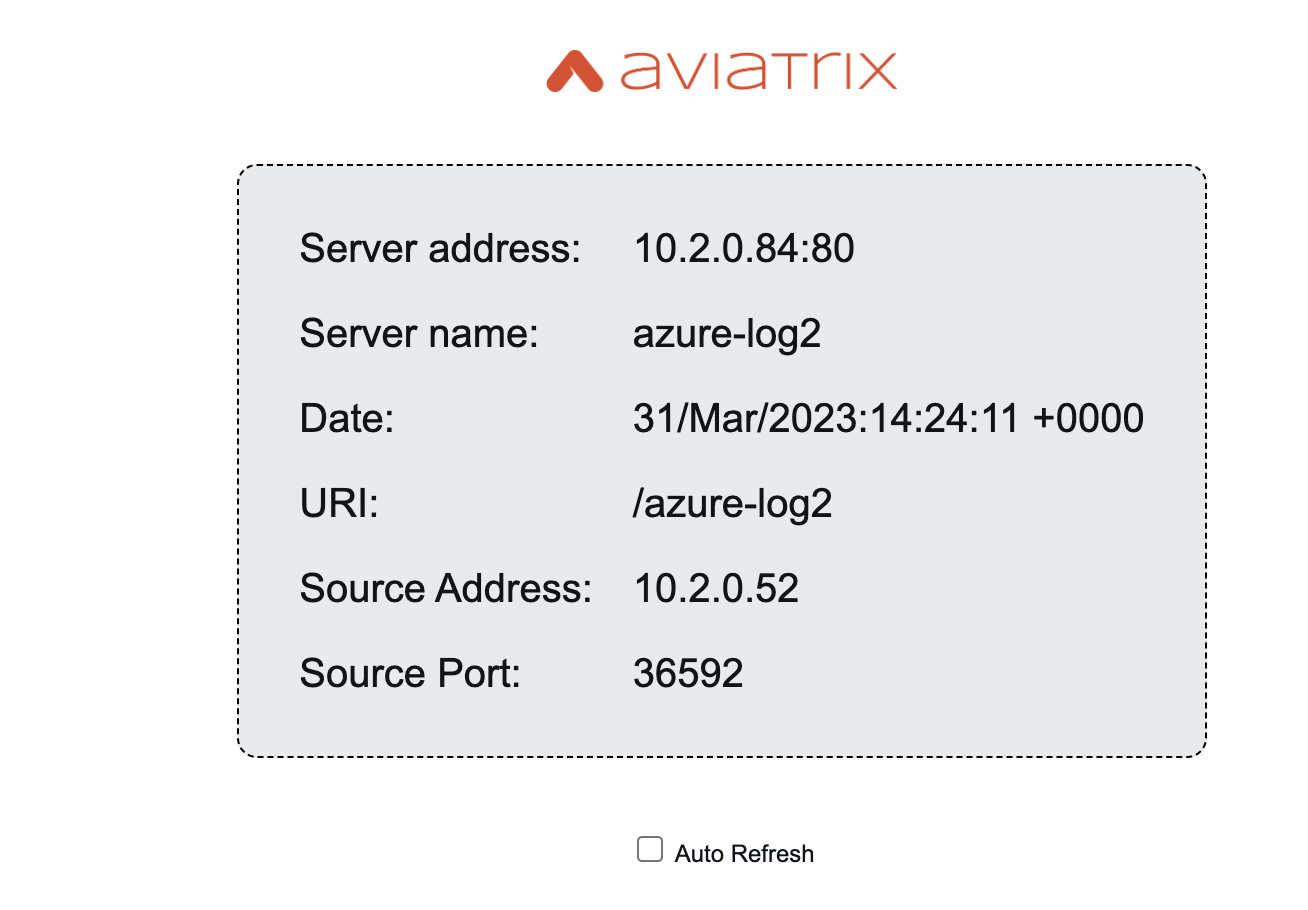 aviatrix
Server address: 10.2.0.84:80
Server name: azure-log2
Date: 31/Mar/2023:14:24:11 +0000
URI: /azure-log2
Source Address: 10.2.0.52
Source Port: 36592
Auto Refresh